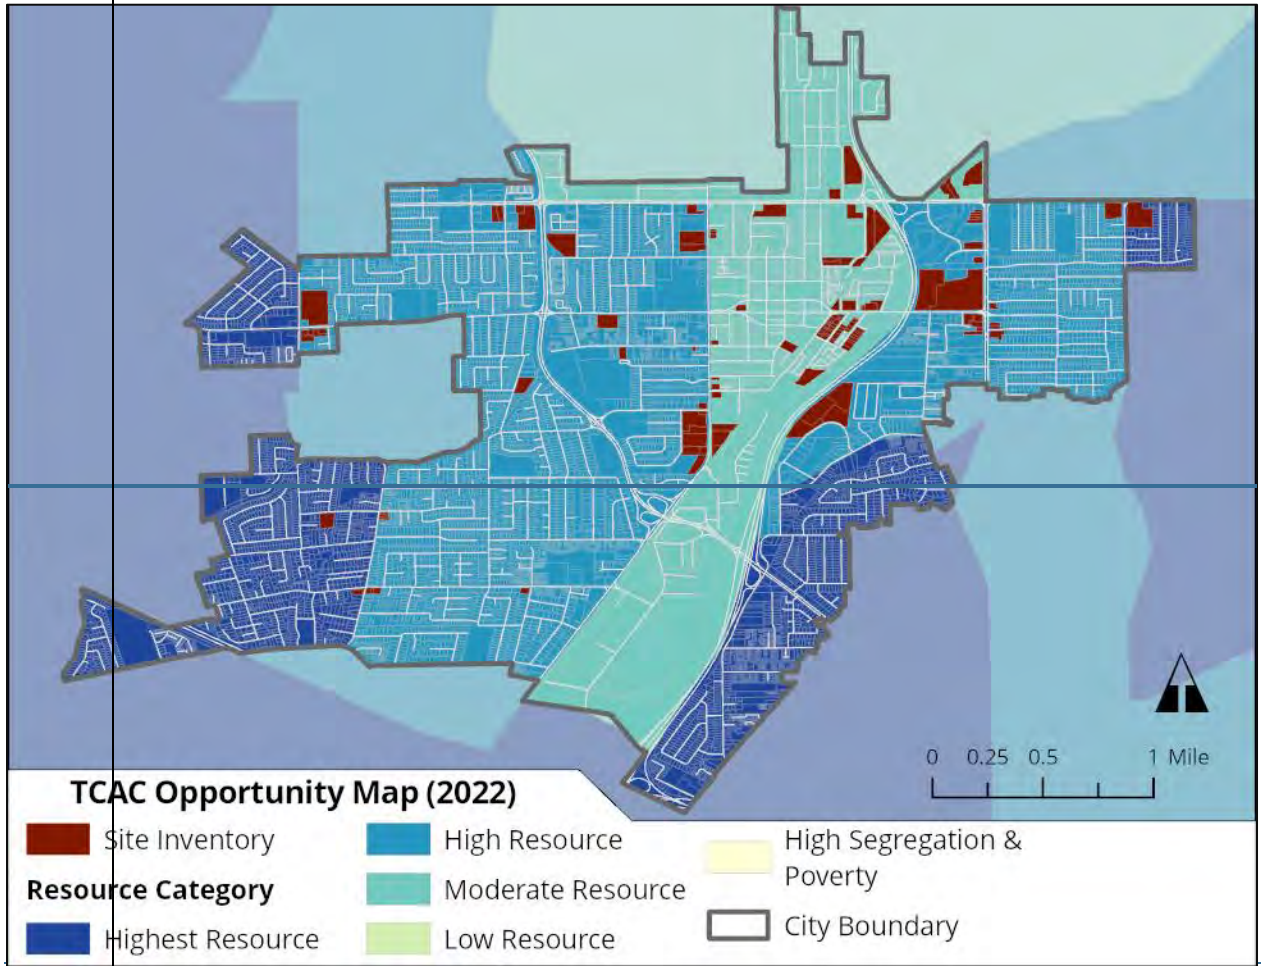 0 0.25 0.5 1 Mile
TCAC Opportunity Map (2022)
Site Inventory
Resource Category
Highest Resource
High Resource
Moderate Resource
Low Resource
High Segregation &
Poverty
City Boundary